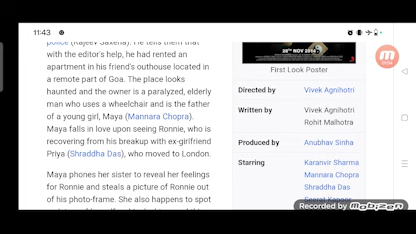 11:43
police (Rajeev Saxena). He tells them that
with the editor's help, he had rented an
apartment in his friend's outhouse located in
a remote part of Goa. The place looks
haunted and the owner is a paralyzed, elderly
man who uses a wheelchair and is the father
of a young girl, Maya (Mannara Chopra).
Maya falls in love upon seeing Ronnie, who is
recovering from his breakup with ex-girlfriend
Priya (Shraddha Das), who moved to London.
Maya phones her sister to reveal her feelings
for Ronnie and steals a picture of Ronnie out
of his photo-frame. She also happens to spot
28TH NOV 2014
First Look Poster
Directed by Vivek Agnihotri
Written by Vivek Agnihotri
Rohit Malhotra
Produced by Anubhav Sinha
Starring Karanvir Sharma
Mannara Chopra
Shraddha Das
Recorded by
MOBIZEN